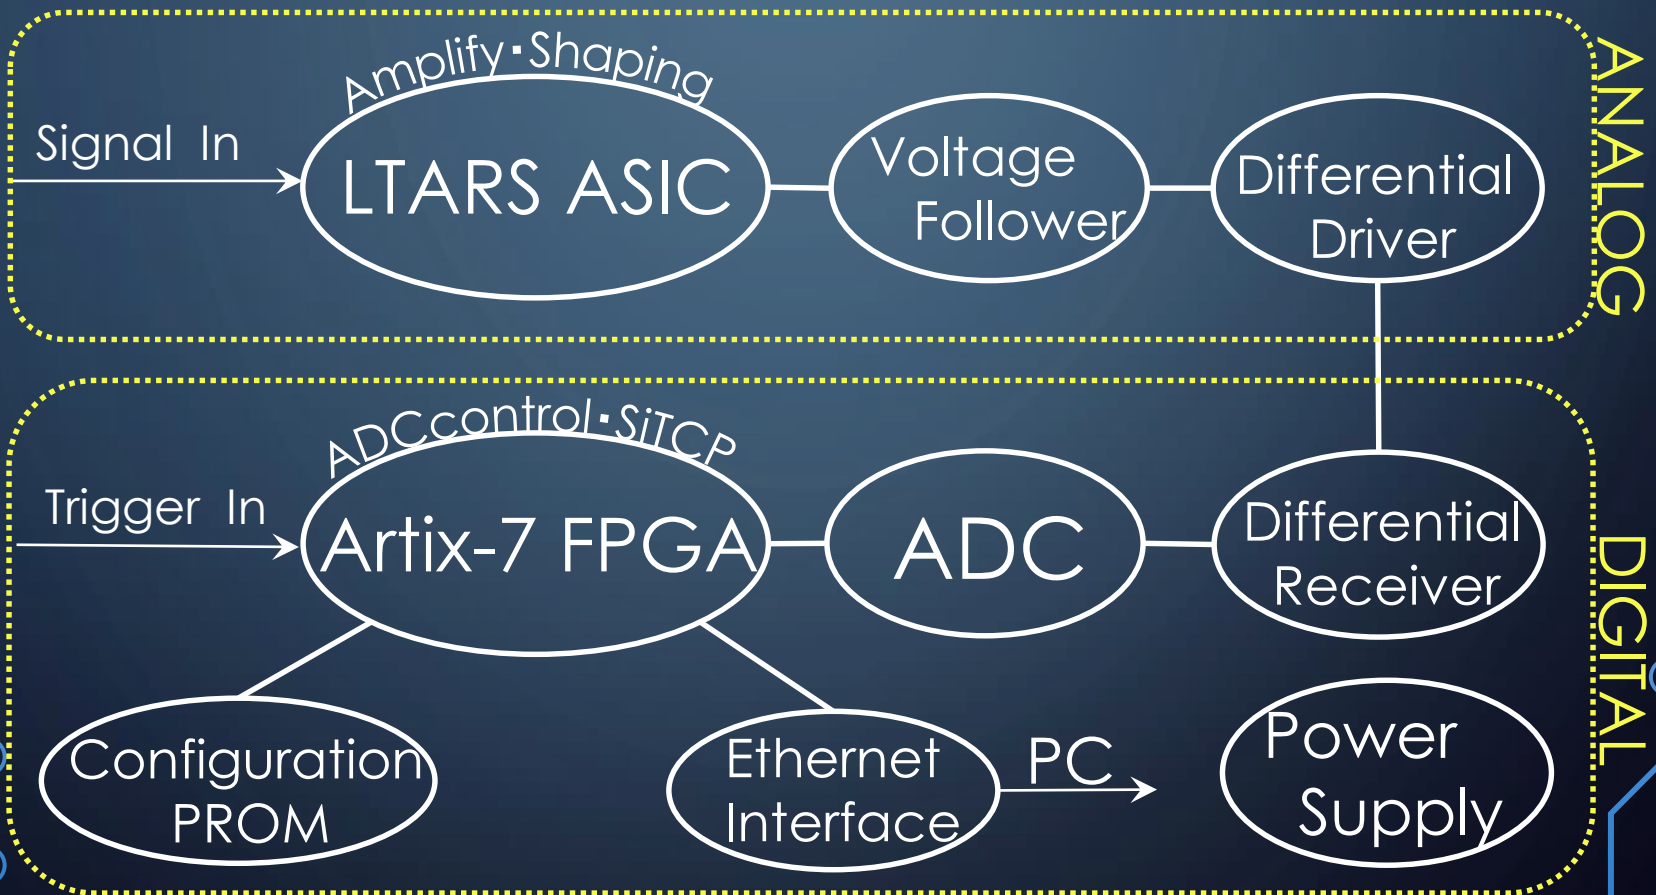 Amplify・Shaping
Signal In
LTARS ASIC
Voltage
Follower
Differential
Driver
ANALOG
ADCcontrol・SiTCP
Trigger In
Artix-7 FPGA
ADC
Differential
Receiver
DIGITAL
Configuration
PROM
Ethernet
Interface
PC
Power
Supply